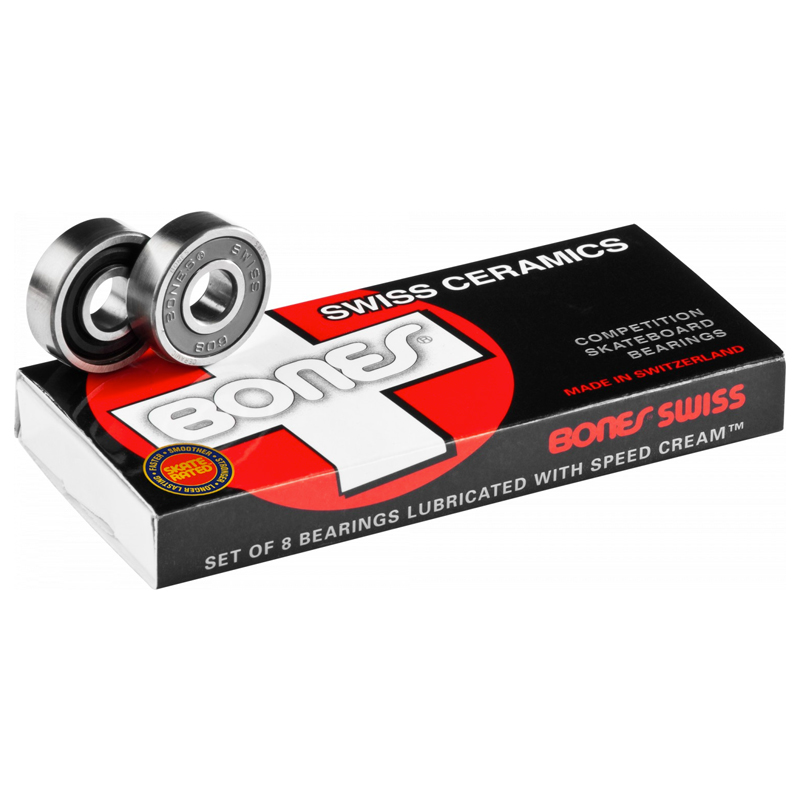 BONES® SWISS
608
SWISS CERAMICS
BONES®
COMPETITION
SKATEBOARD
BEARINGS
MADE IN SWITZERLAND
BONES SWISS
SET OF 8 BEARINGS LUBRICATED WITH SPEED CREAM™
FASTER • SMOOTHER • STRONGER • LONGER LASTING •
SKATE
RATED